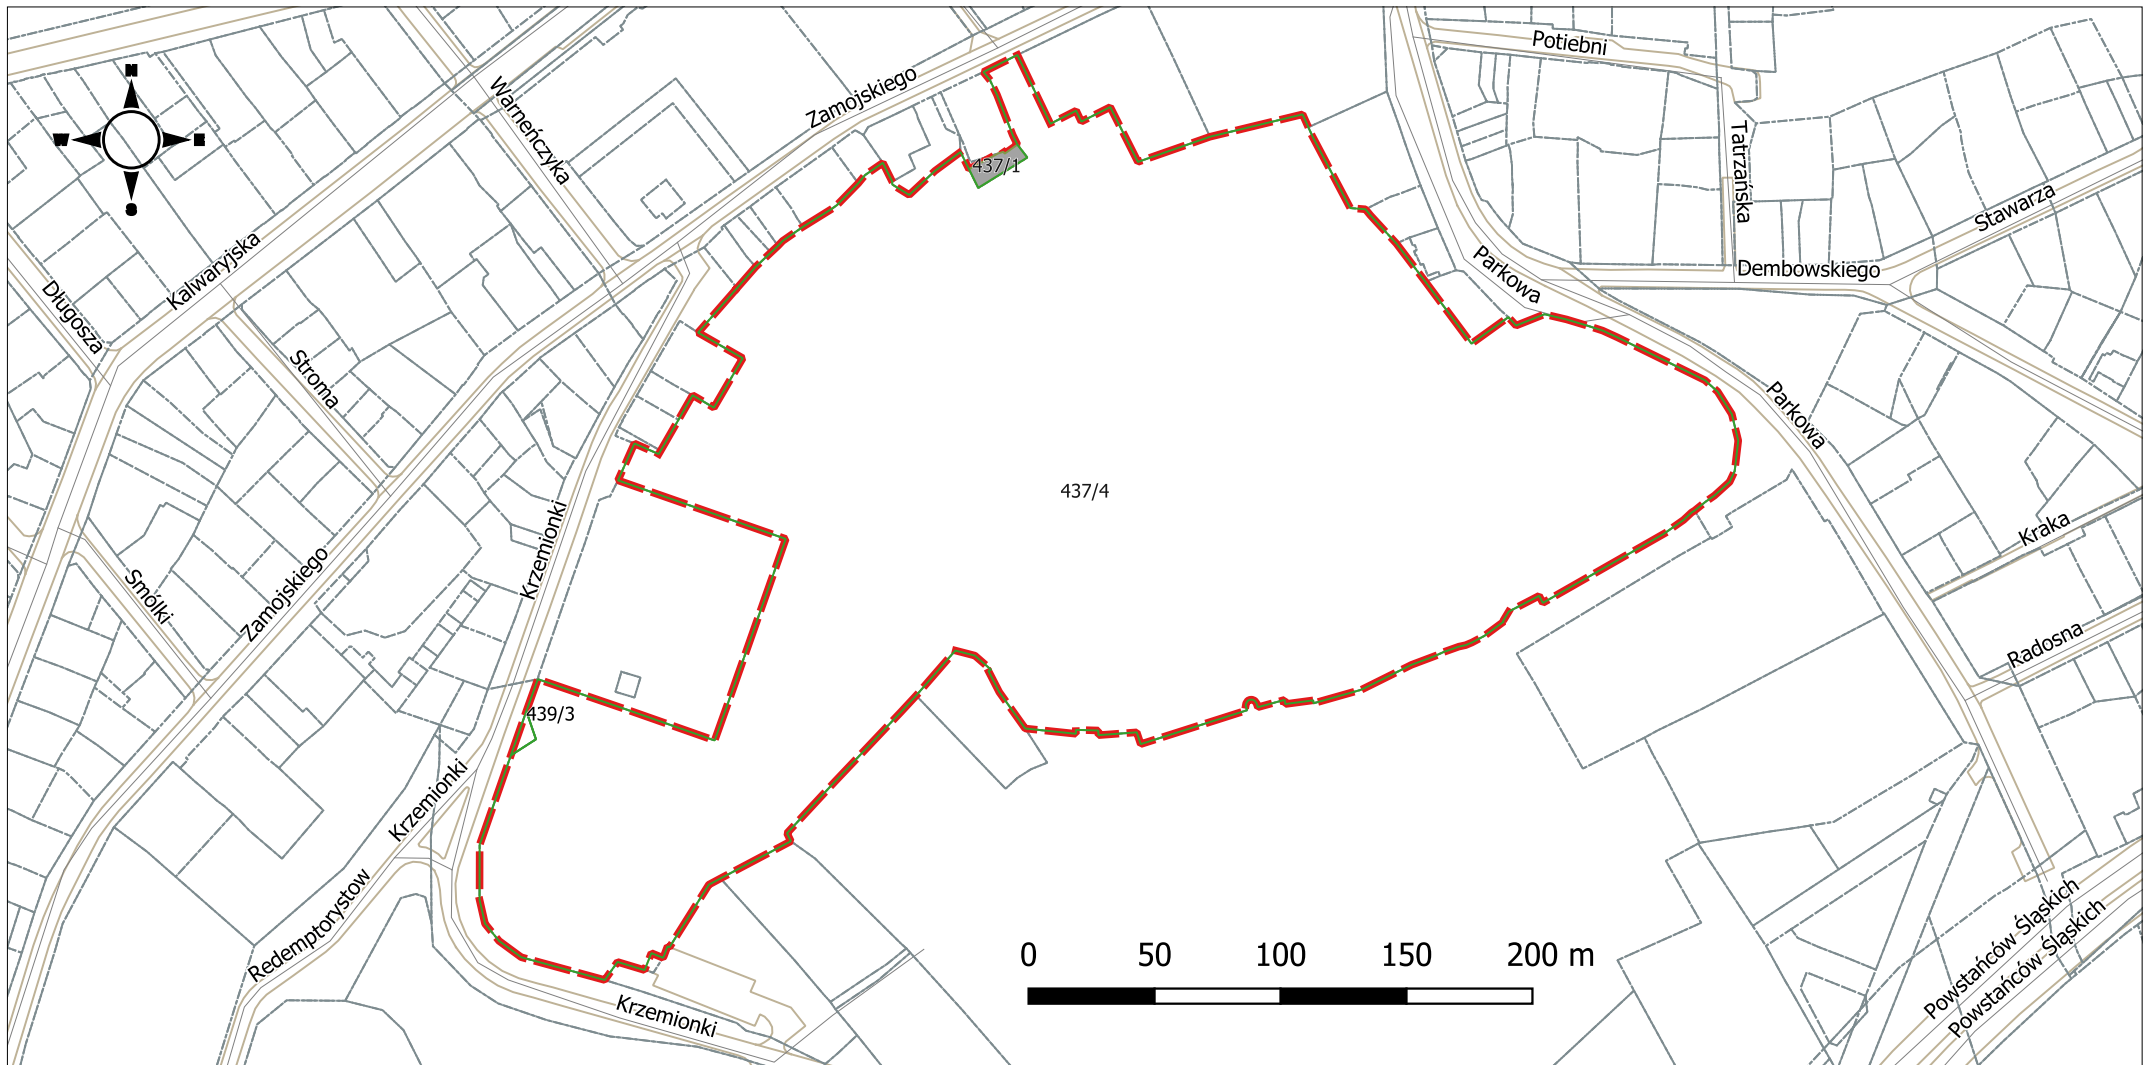 N
W
E
S
Potiebni
Zamojskiego
Warneńczyka
Tatrzańska
437/1
Stawarza
Kalwaryjska
Parkowa
Dembowskiego
Długosza
Stroma
Parkowa
437/4
Krzemionki
Kraka
Smólki
Zamojskiego
Radosna
439/3
Krzemionki
Redemptorystow
Powstańców Śląskich
Powstańców Śląskich
Krzemionki
0 50 100 150 200 m